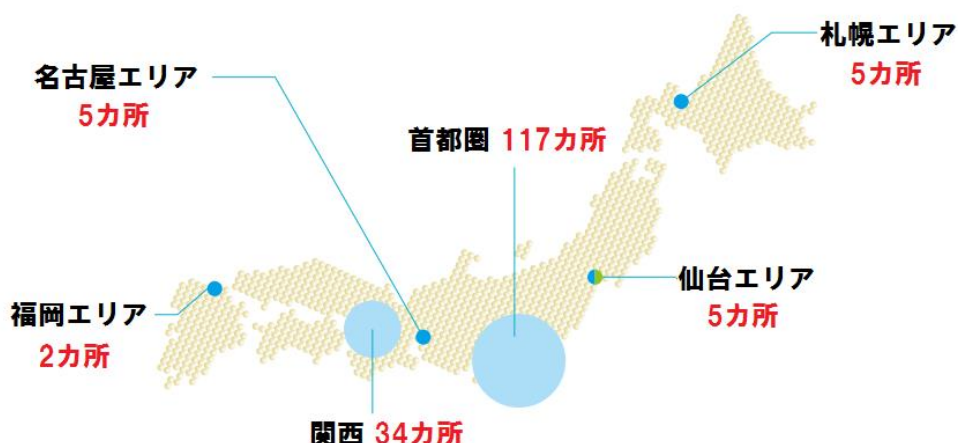 札幌エリア
5カ所
名古屋エリア
5カ所
首都圏 117カ所
仙台エリア
5カ所
福岡エリア
2カ所
関西 34カ所